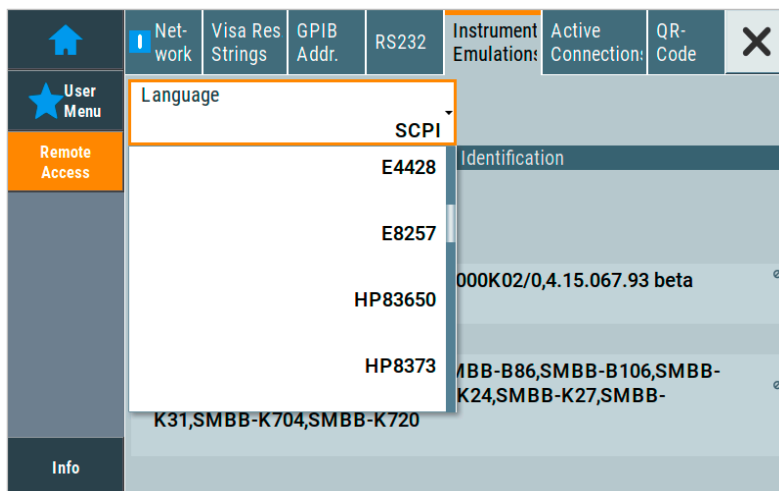 Net-
work
Visa Res
Strings
GPIB
Addr.
RS232
Instrument
Emulations
Active
Connection
QR-
Code
User
Menu
Remote
Access
Info
Language
SCPI
E4428
E8257
HP83650
HP8373
Identification
000K02/0,4.15.067.93 beta
MBB-B86,SMBB-B106,SMBB-
K24,SMBB-K27,SMBB-
K31,SMBB-K704,SMBB-K720